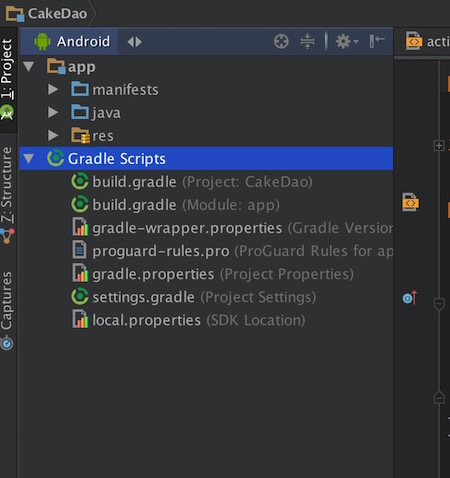 CakeDao
Android
acti
1: Project
app
manifests
java
res
Gradle Scripts
build.gradle (Project: CakeDao)
build.gradle (Module: app)
gradle-wrapper.properties (Gradle Version
proguard-rules.pro (ProGuard Rules for ap
gradle.properties (Project Properties)
settings.gradle (Project Settings)
local.properties (SDK Location)
Z: Structure
Captures